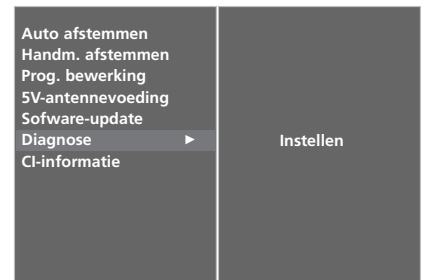 Auto afstemmen
Handm. afstemmen
Prog. bewerking
5V-antennevoeding
Sofware-update
Diagnose ►
Instellen
CI-informatie